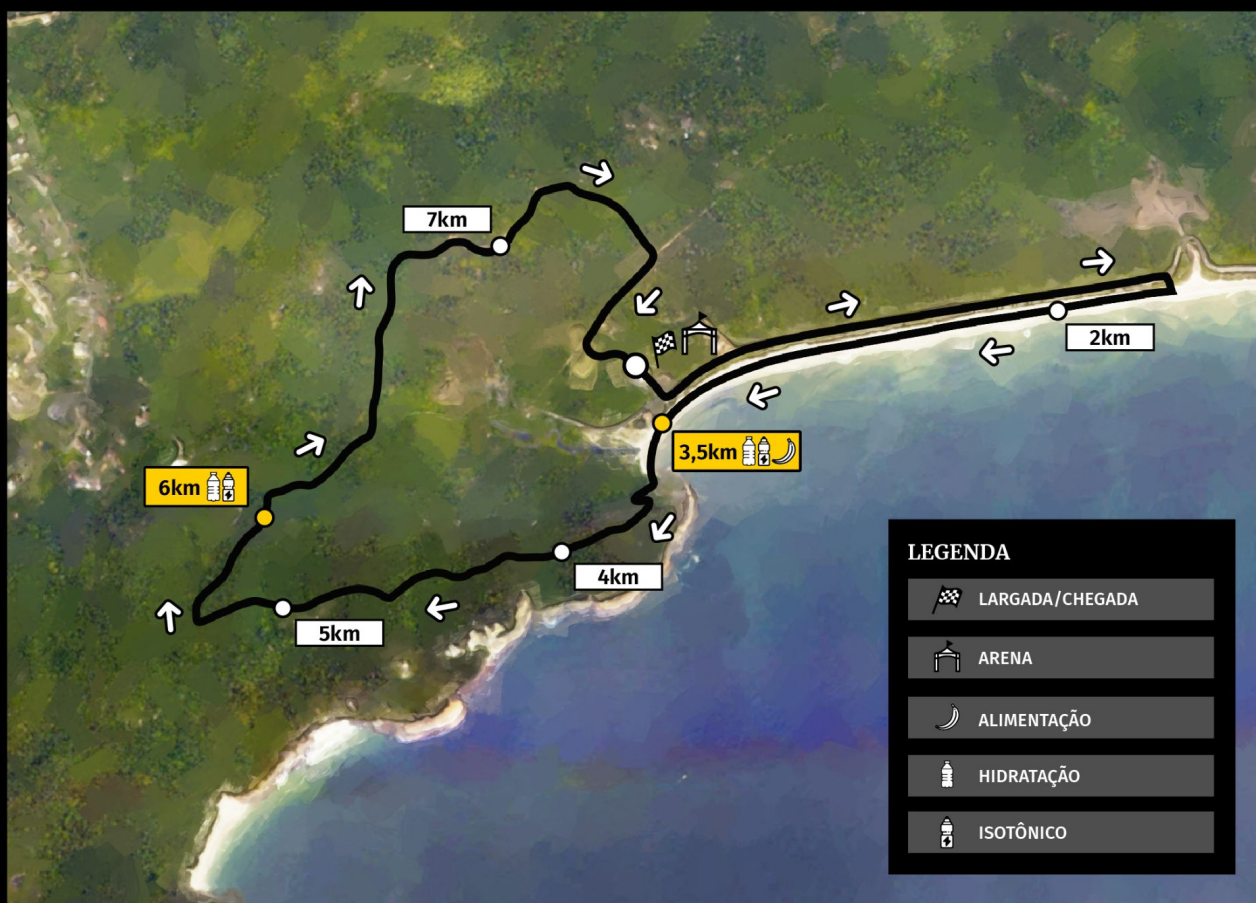 7km
2km
3,5km
6km
4km
5km
LEGENDA
LARGADA/CHEGADA
ARENA
ALIMENTAÇÃO
HIDRATAÇÃO
ISOTÔNICO